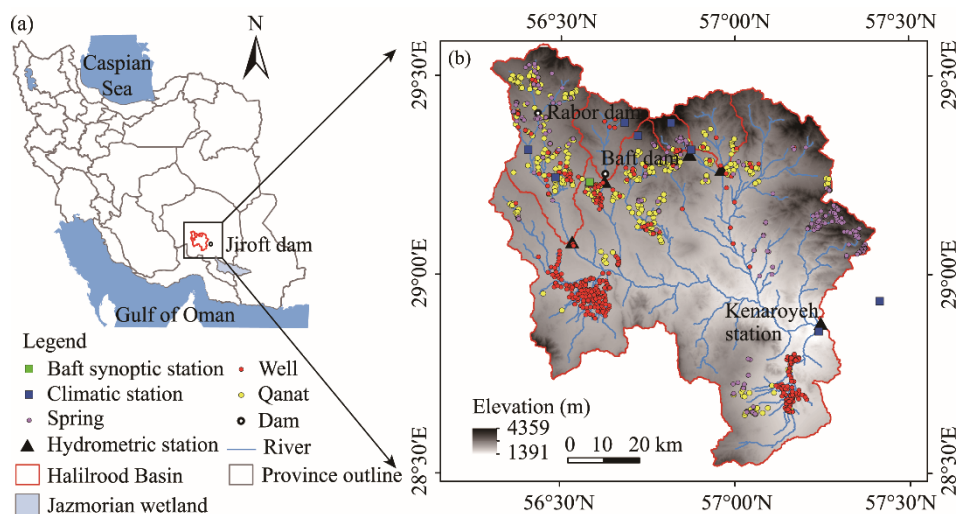 (a)
N
Caspian
Sea
Jiroft dam
Gulf of Oman
Legend
Baft synoptic station
Climatic station
Spring
Hydrometric station
Halilrood Basin
Jazmorian wetland
Well
Qanat
Dam
River
Province outline
56°30'E
57°00'N
57°30'E
(b)
29°30'E
29°00'N
28°30'E
Rabor dam
Baft dam
Kenaroyeh
station
Elevation (m)
4359
1391
0 10 20 km
29°30'E
29°00'N
28°30'E
56°30'E
57°00'N
57°30'E